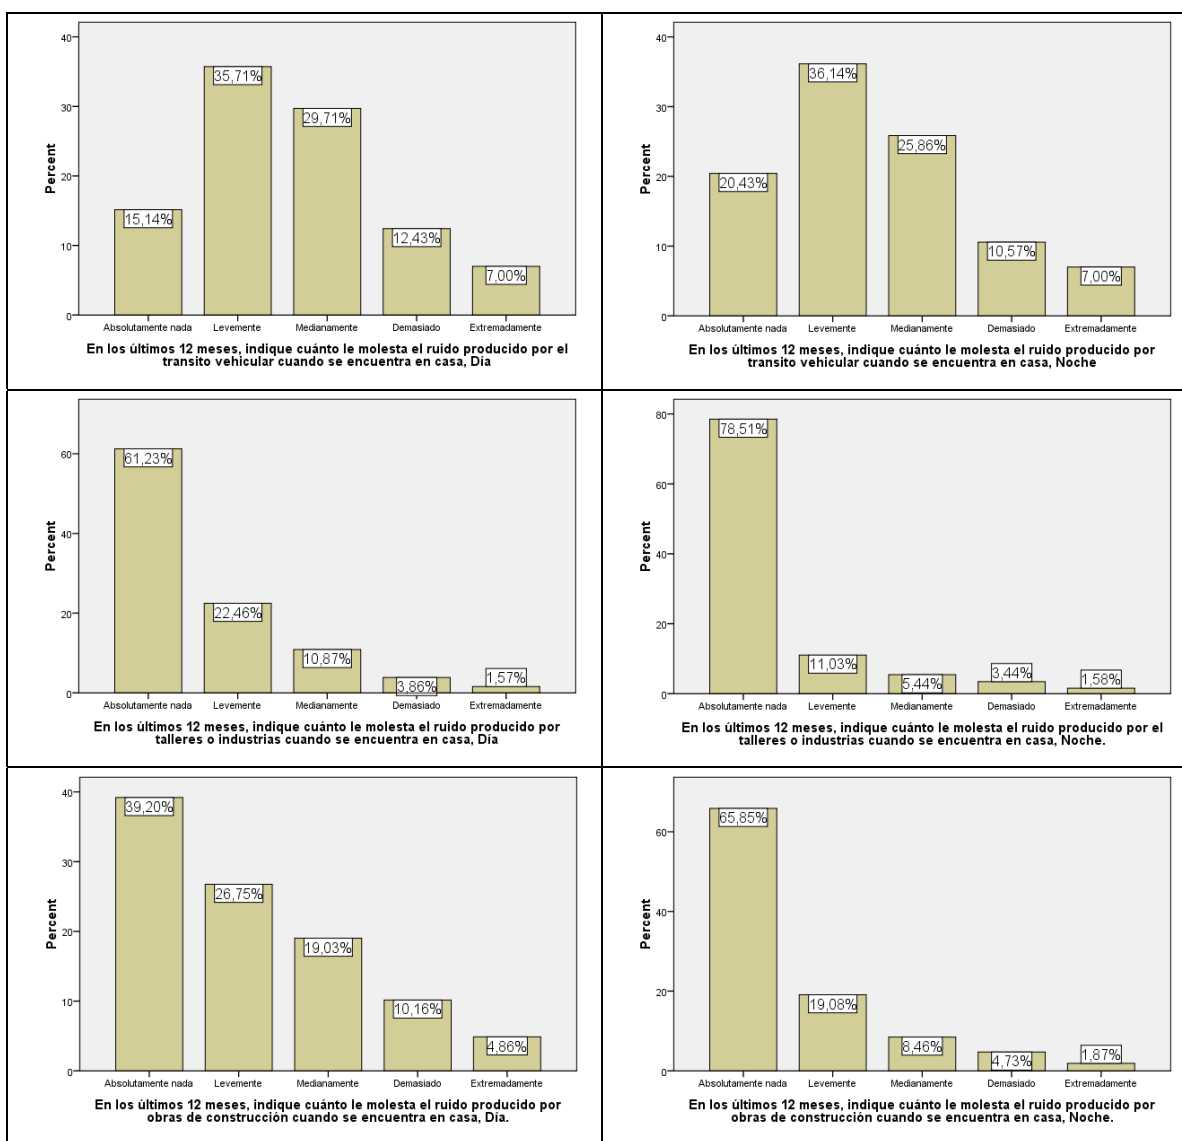 40
30
20
10
0
Percent
35,71%
29,71%
15,14%
12,43%
7,00%
Absolutamente nada Levemente Medianamente Demasiado Extremadamente
En los últimos 12 meses, indique cuánto le molesta el ruido producido por el
transito vehicular cuando se encuentra en casa, Día
40
30
20
10
0
Percent
36,14%
25,86%
20,43%
10,57%
7,00%
Absolutamente nada Levemente Medianamente Demasiado Extremadamente
En los últimos 12 meses, indique cuánto le molesta el ruido producido por
transito vehicular cuando se encuentra en casa, Noche
60
40
20
0
Percent
61,23%
22,46%
10,87%
3,86%
1,57%
Absolutamente nada Levemente Medianamente Demasiado Extremadamente
En los últimos 12 meses, indique cuánto le molesta el ruido producido por
talleres o industrias cuando se encuentra en casa, Día
80
60
40
20
0
Percent
78,51%
11,03%
5,44%
3,44%
1,58%
Absolutamente nada Levemente Medianamente Demasiado Extremadamente
En los últimos 12 meses, indique cuánto le molesta el ruido producido por el
talleres o industrias cuando se encuentra en casa, Noche.
40
30
20
10
0
Percent
39,20%
26,75%
19,03%
10,16%
4,86%
Absolutamente nada Levemente Medianamente Demasiado Extremadamente
En los últimos 12 meses, indique cuánto le molesta el ruido producido por
obras de construcción cuando se encuentra en casa, Día.
60
40
20
0
Percent
65,85%
19,08%
8,46%
4,73%
1,87%
Absolutamente nada Levemente Medianamente Demasiado Extremadamente
En los últimos 12 meses, indique cuánto le molesta el ruido producido por
obras de construcción cuando se encuentra en casa, Noche.